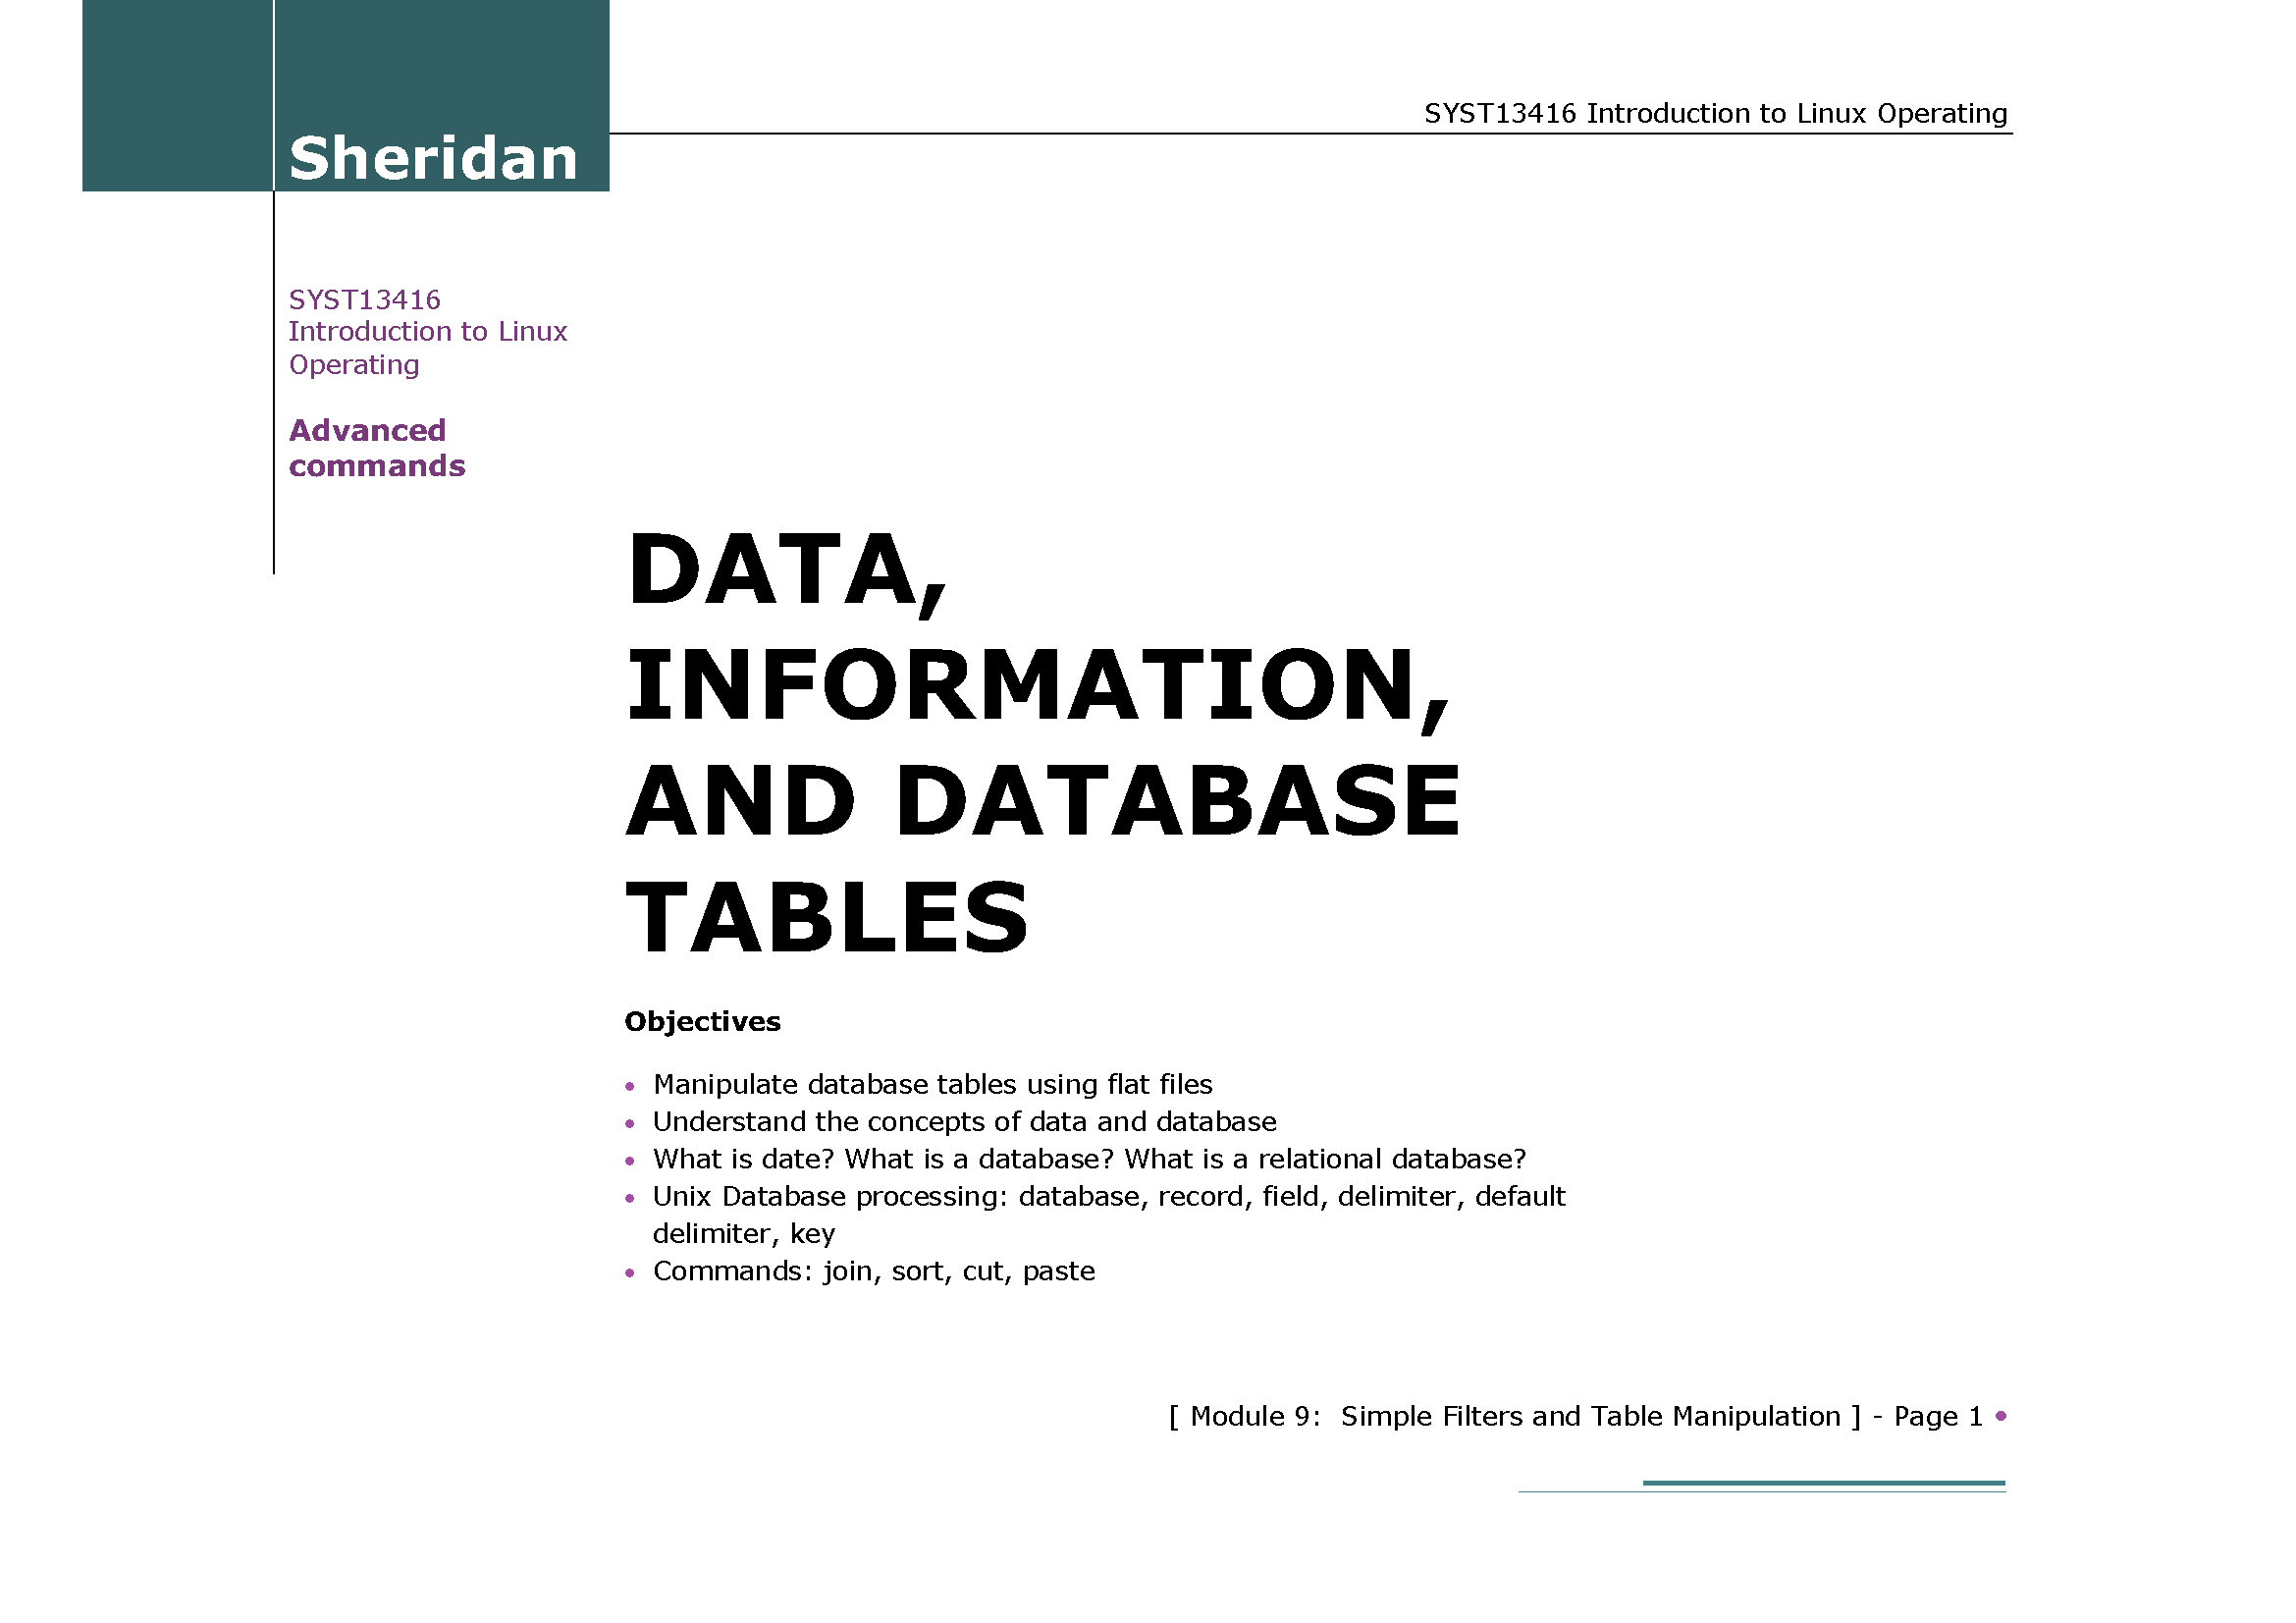 SYST13416 Introduction to Linux Operating
Sheridan
SYST13416
Introduction to Linux
Operating
Advanced
commands
DATA,
INFORMATION,
AND DATABASE
TABLES
Objectives
• Manipulate database tables using flat files
• Understand the concepts of data and database
• What is date? What is a database? What is a relational database?
• Unix Database processing: database, record, field, delimiter, default
delimiter, key
• Commands: join, sort, cut, paste
[ Module 9:  Simple Filters and Table Manipulation ] - Page 1 •